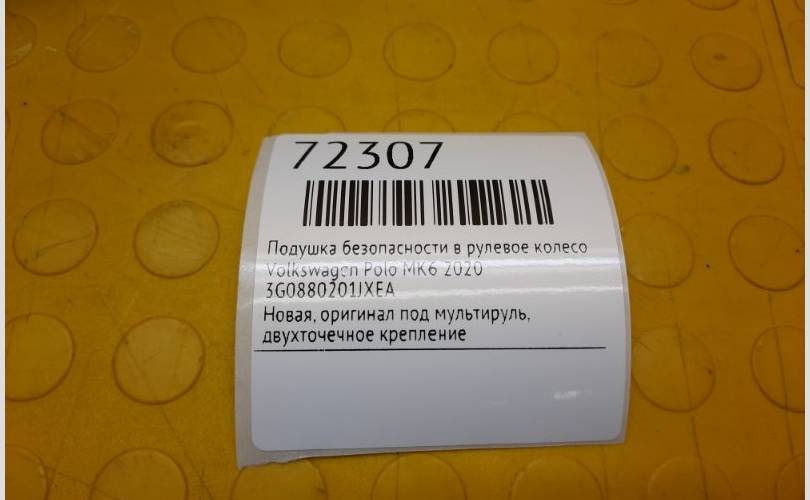 72307
Подушка безопасности в рулевое колесо
Volkswagen Polo MK6 2020
3G0880201JXEA
Новая, оригинал под мультируль,
двухточечное крепление